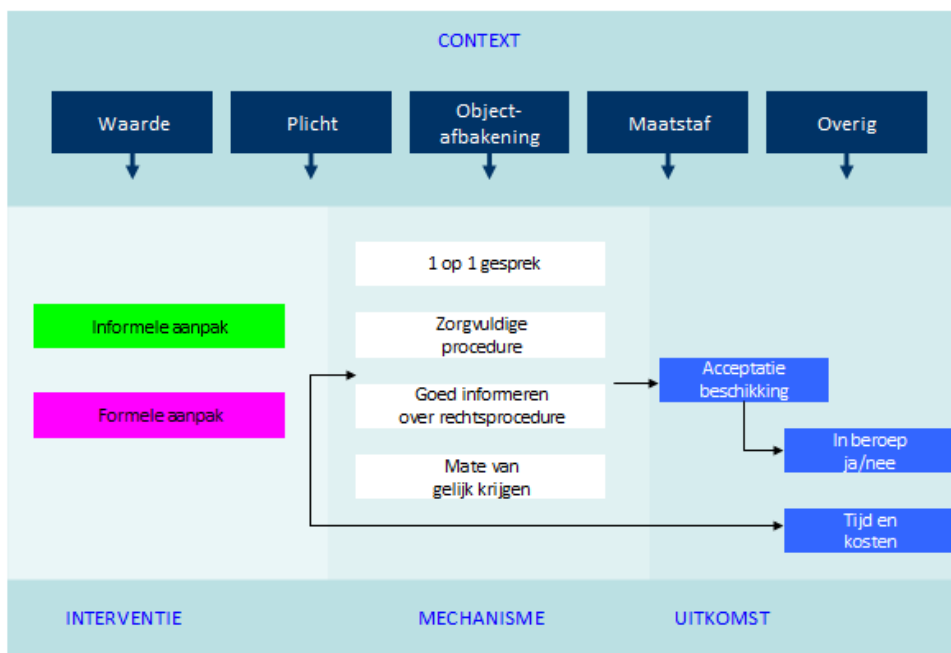 CONTEXT
Waarde
Plicht
Object-
afbakening
Maatstaf
Overig
1 op 1 gesprek
Informele aanpak
Zorgvuldige
procedure
Acceptatie
beschikking
Formele aanpak
Goed informeren
over rechtsprocedure
In beroep
ja/nee
Mate van
gelijk krijgen
Tijd en
kosten
INTERVENTIE
MECHANISME
UITKOMST